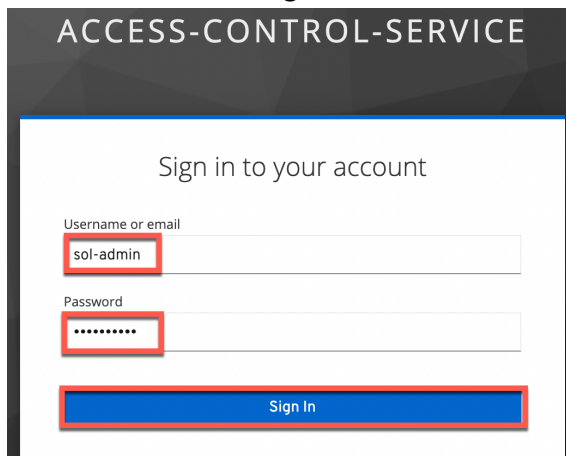 ACCESS-CONTROL-SERVICE
Sign in to your account
Username or email
sol-admin
Password
••••••••••
Sign In